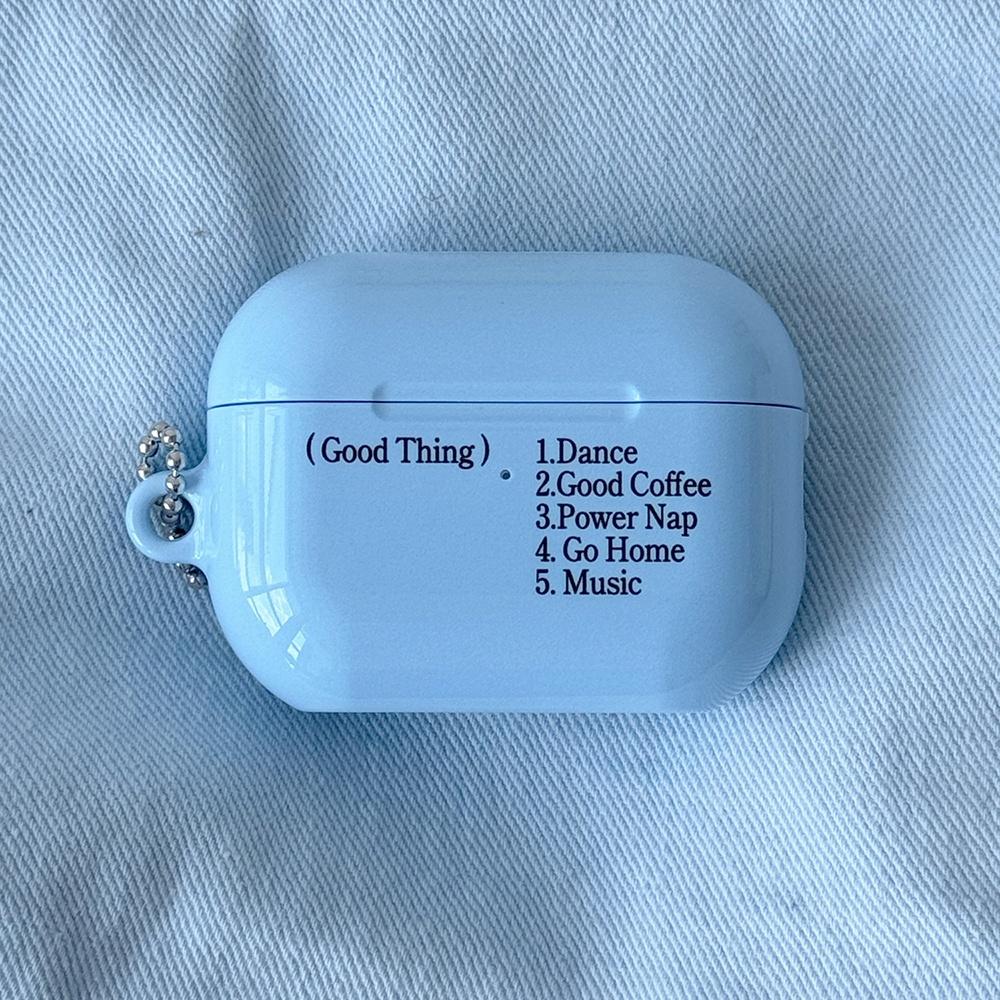 ( Good Thing )
1.Dance
2.Good Coffee
3.Power Nap
4. Go Home
5. Music